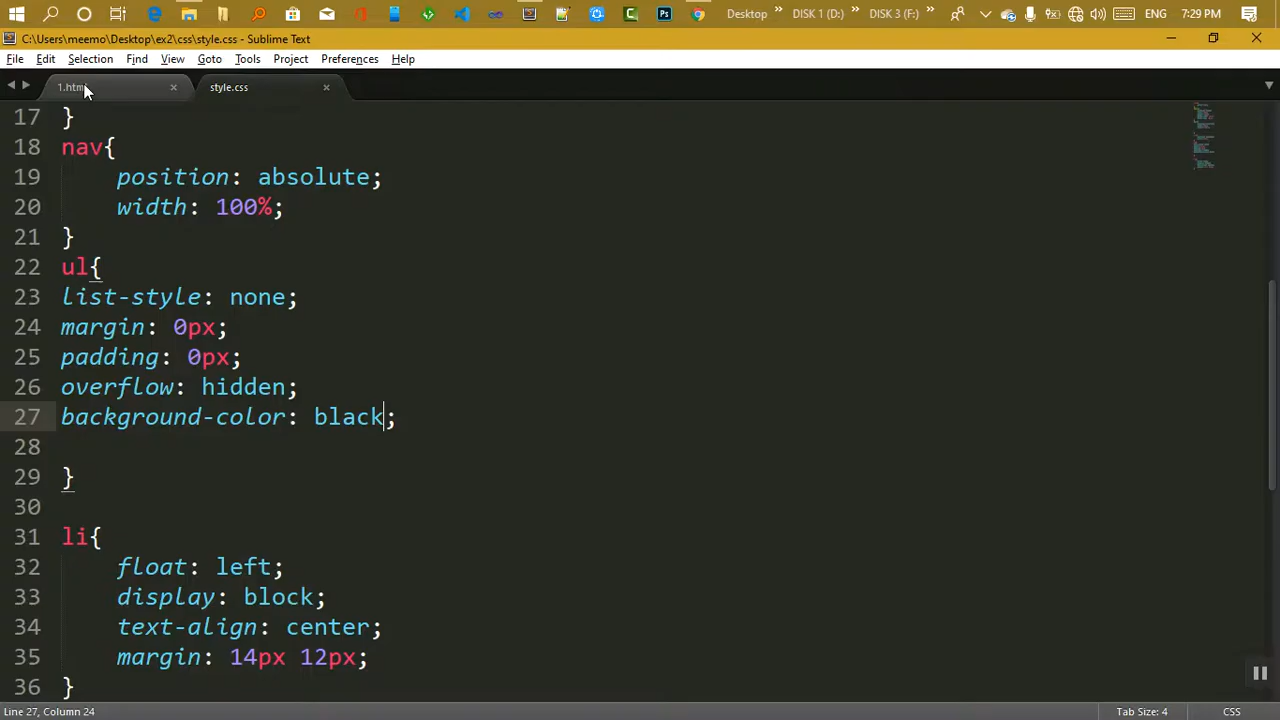 Desktop
DISK 1 (D:)
DISK 3 (F:)
ENG
7:29 PM
C:\Users\meemo\Desktop\ex2\css\style.css - Sublime Text
File Edit Selection Find View Goto Tools Project Preferences Help
1.html
style.css
17 }
18 nav{
19 position: absolute;
20 width: 100%;
21 }
22 ul{
23 list-style: none;
24 margin: 0px;
25 padding: 0px;
26 overflow: hidden;
27 background-color: black;
28
29 }
30
31 li{
32 float: left;
33 display: block;
34 text-align: center;
35 margin: 14px 12px;
36 }
Line 27, Column 24
Tab Size: 4
CSS